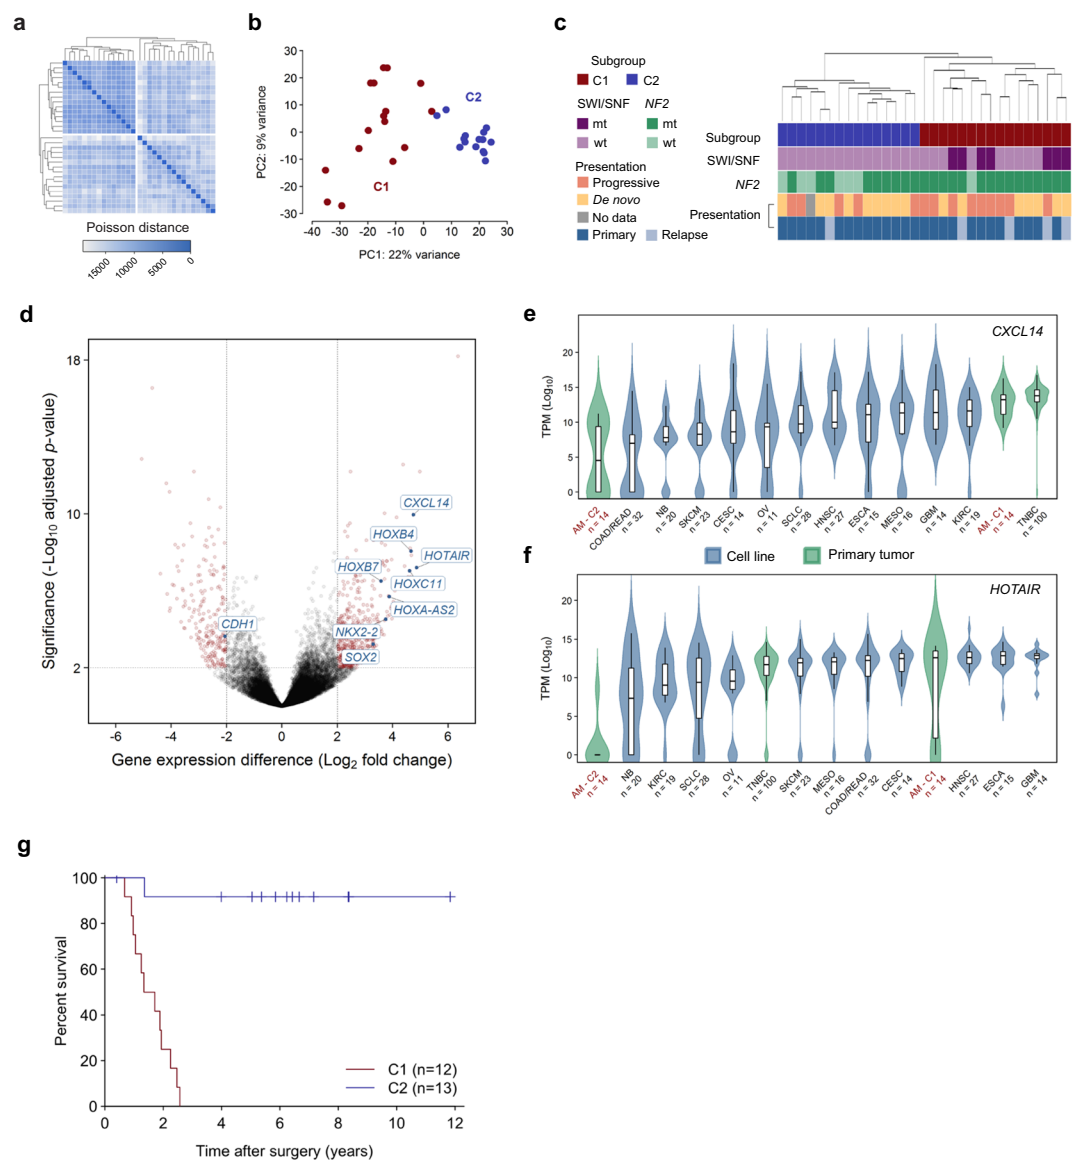 a
Poisson distance
15000
10000
5000
0
b
30
20
10
0
-10
-20
-30
PC2: 9% variance
C2
C1
-40
-30
-20
-10
0
10
20
30
PC1: 22% variance
c
Subgroup
C1
C2
SWI/SNF
NF2
mt
mt
wt
wt
Presentation
Progressive
De novo
No data
Primary
Relapse
Subgroup
SWI/SNF
NF2
Presentation
d
Significance (-Log10 adjusted p-value)
18
10
2
CXCL14
HOXB4
HOTAIR
HOXB7
HOXC11
HOXA-AS2
CDH1
NKX2-2
SOX2
-6
-4
-2
0
2
4
6
Gene expression difference (Log2 fold change)
e
CXCL14
TPM (Log10)
20
15
10
5
0
AM - C2 n = 14
COAD/READ n = 32
NB n = 20
SKCM n = 23
CESC n = 14
OV n = 11
SCLC n = 28
HNSC n = 27
ESCA n = 15
MESO n = 16
GBM n = 14
KIRC n = 19
AM - C1 n = 14
TNBC n = 100
Cell line
Primary tumor
f
HOTAIR
TPM (Log10)
20
15
10
5
0
AM - C2 n = 14
NB n = 20
KIRC n = 19
SCLC n = 28
OV n = 11
TNBC n = 100
SKCM n = 23
MESO n = 16
COAD/READ n = 32
CESC n = 14
AM - C1 n = 14
HNSC n = 27
ESCA n = 15
GBM n = 14
g
Percent survival
100
80
60
40
20
0
C1 (n=12)
C2 (n=13)
0
2
4
6
8
10
12
Time after surgery (years)